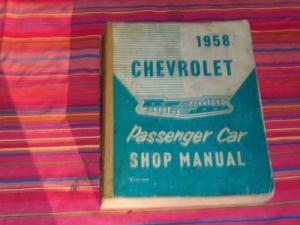 1958
CHEVROLET
Passenger Car
SHOP MANUAL